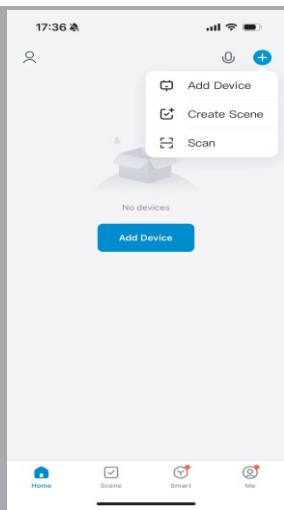 17:36
Add Device
Create Scene
Scan
No devices
Add Device
Home Scene Smart Me